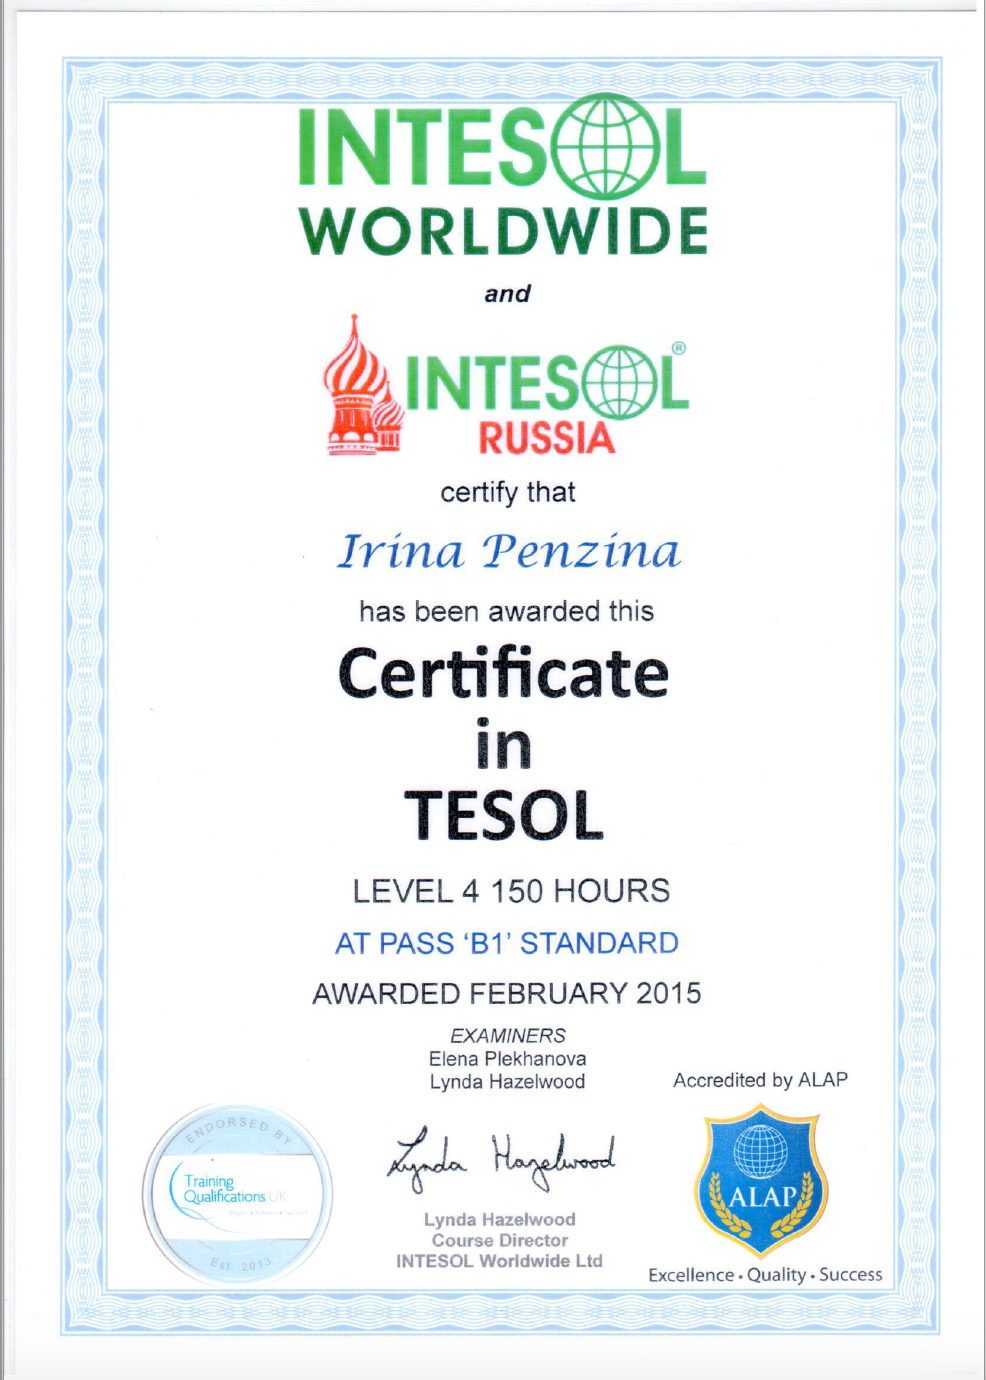 INTESOL
WORLDWIDE
and
INTESOL®
RUSSIA
certify that
Irina Penzina
has been awarded this
Certificate
in
TESOL
LEVEL 4 150 HOURS
AT PASS ‘B1’ STANDARD
AWARDED FEBRUARY 2015
EXAMINERS
Elena Plekhanova
Lynda Hazelwood
Accredited by ALAP
ENDORSED BY
Training
Qualifications UK
Est. 2013
Lynda Hazelwood
Lynda Hazelwood
Course Director
INTESOL Worldwide Ltd
ALAP
Excellence • Quality • Success